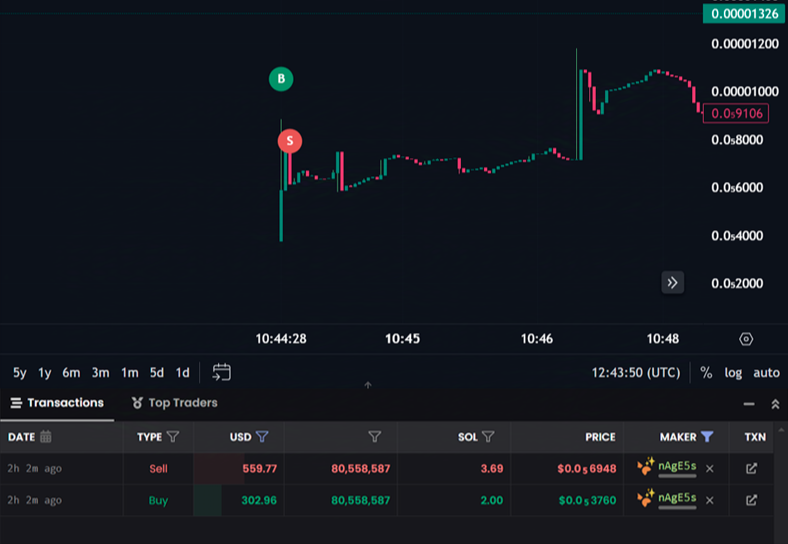 0.00001326
0.00001200
0.00001000
0.0₅9106
0.0₅8000
0.0₅6000
0.0₅4000
0.0₅2000
B
S
10:44:28 10:45 10:46 10:48
5y 1y 6m 3m 1m 5d 1d 12:43:50 (UTC) % log auto
Transactions Top Traders
DATE TYPE USD SOL PRICE MAKER TXN
2h 2m ago Sell 559.77 80,558,587 3.69 $0.0₅6948 nAgE5s
2h 2m ago Buy 302.96 80,558,587 2.00 $0.0₅3760 nAgE5s